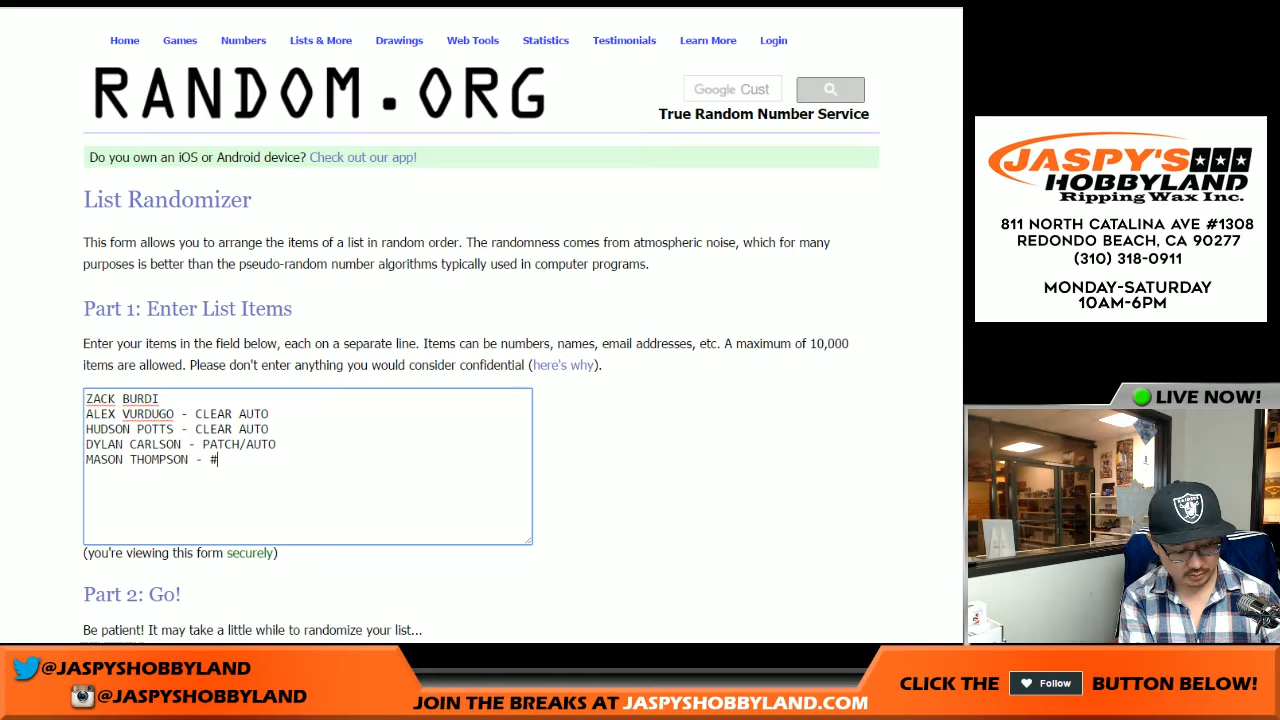 Home Games Numbers Lists & More Drawings Web Tools Statistics Testimonials Learn More Login
RANDOM.ORG
Google Cust
True Random Number Service
Do you own an iOS or Android device? Check out our app!
List Randomizer
This form allows you to arrange the items of a list in random order. The randomness comes from atmospheric noise, which for many
purposes is better than the pseudo-random number algorithms typically used in computer programs.
Part 1: Enter List Items
Enter your items in the field below, each on a separate line. Items can be numbers, names, email addresses, etc. A maximum of 10,000
items are allowed. Please don't enter anything you would consider confidential (here's why).
ZACK BURDI
ALEX VURDUGO - CLEAR AUTO
HUDSON POTTS - CLEAR AUTO
DYLAN CARLSON - PATCH/AUTO
MASON THOMPSON - #
(you're viewing this form securely)
Part 2: Go!
Be patient! It may take a little while to randomize your list...
JASPY'S
HOBBYLAND
Ripping Wax Inc.
811 NORTH CATALINA AVE #1308
REDONDO BEACH, CA 90277
(310) 318-0911
MONDAY-SATURDAY
10AM-6PM
LIVE NOW!
RAIDERS
@JASPYSHOBBYLAND
@JASPYSHOBBYLAND
JOIN THE BREAKS AT JASPYSHOBBYLAND.COM
CLICK THE Follow BUTTON BELOW!